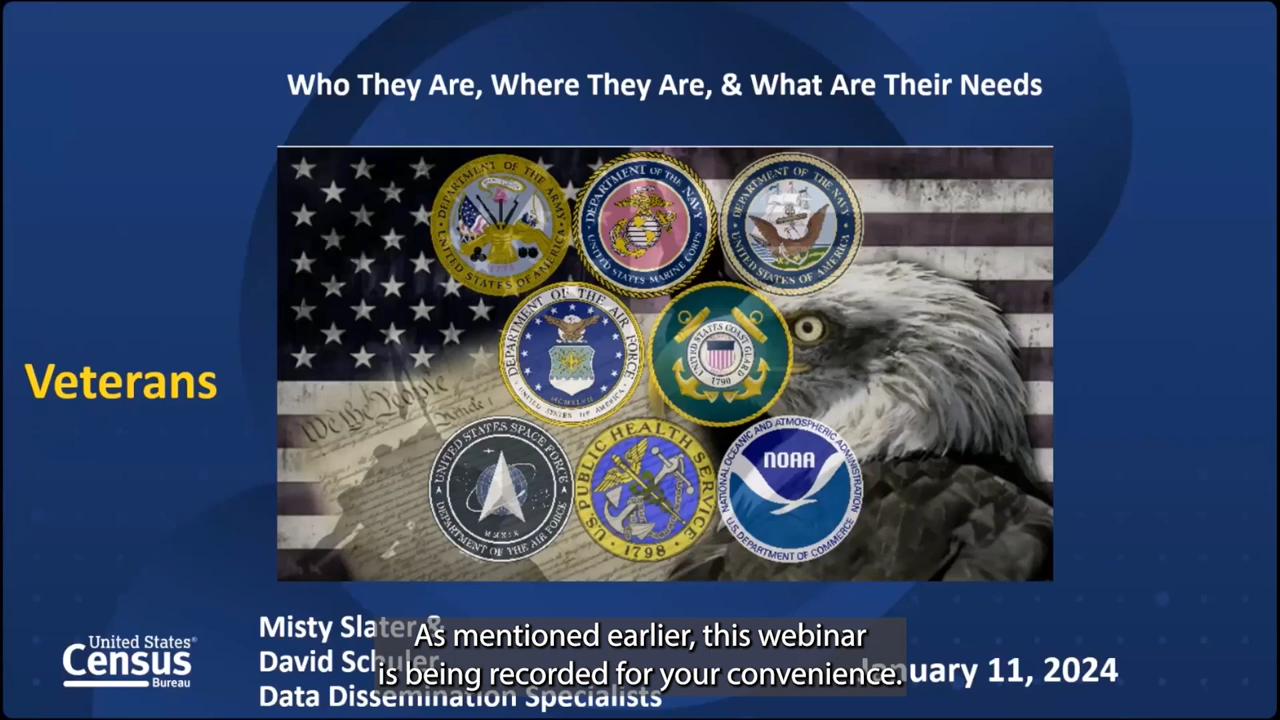 Who They Are, Where They Are, & What Are Their Needs
DEPARTMENT OF THE ARMY
UNITED STATES OF AMERICA
DEPARTMENT OF THE NAVY
UNITED STATES MARINE CORPS
DEPARTMENT OF THE NAVY
UNITED STATES OF AMERICA
DEPARTMENT OF THE AIR FORCE
UNITED STATES OF AMERICA
MCMXLVII
UNITED STATES COAST GUARD
1790
Veterans
We the People
Article I
UNITED STATES SPACE FORCE
MMXIX
DEPARTMENT OF THE AIR FORCE
U.S. PUBLIC HEALTH SERVICE
1798
NATIONAL OCEANIC AND ATMOSPHERIC ADMINISTRATION
NOAA
U.S. DEPARTMENT OF COMMERCE
United States®
Census
Bureau
Misty Slater &
David Schuler
Data Dissemination Specialists
January 11, 2024
As mentioned earlier, this webinar
is being recorded for your convenience.